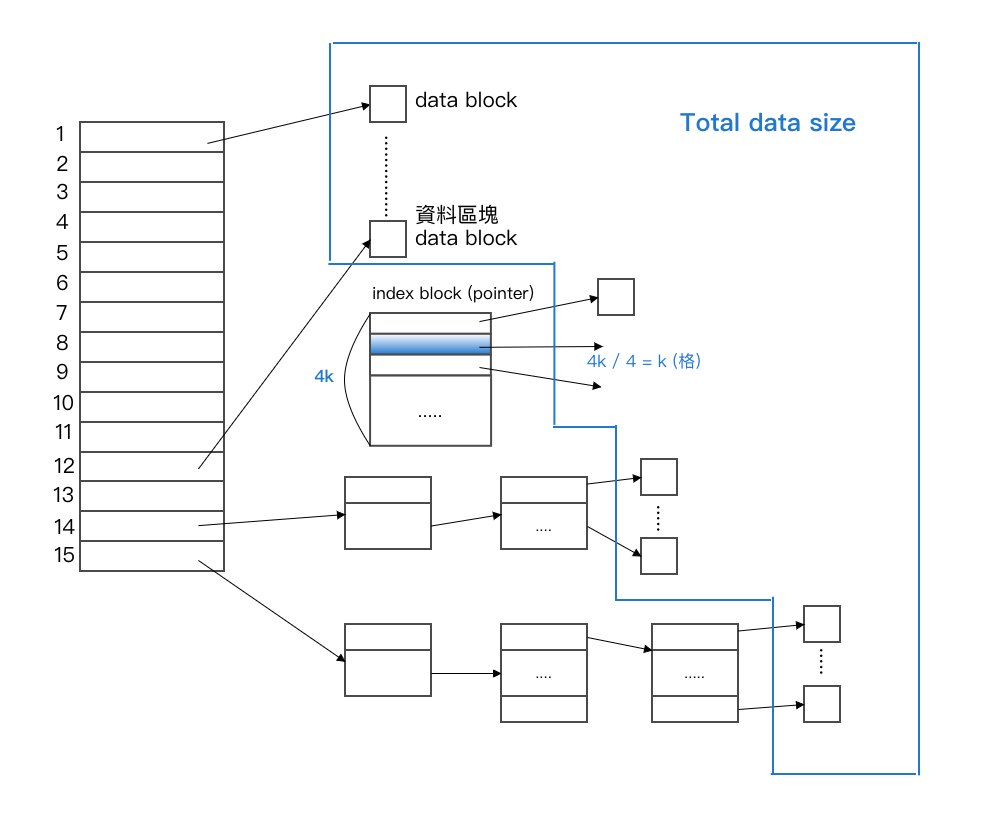 data block
Total data size
1
2
3
4
5
6
7
8
9
10
11
12
13
14
15
資料區塊
data block
index block (pointer)
4k
4k / 4 = k (格)
.....
....
....
.....